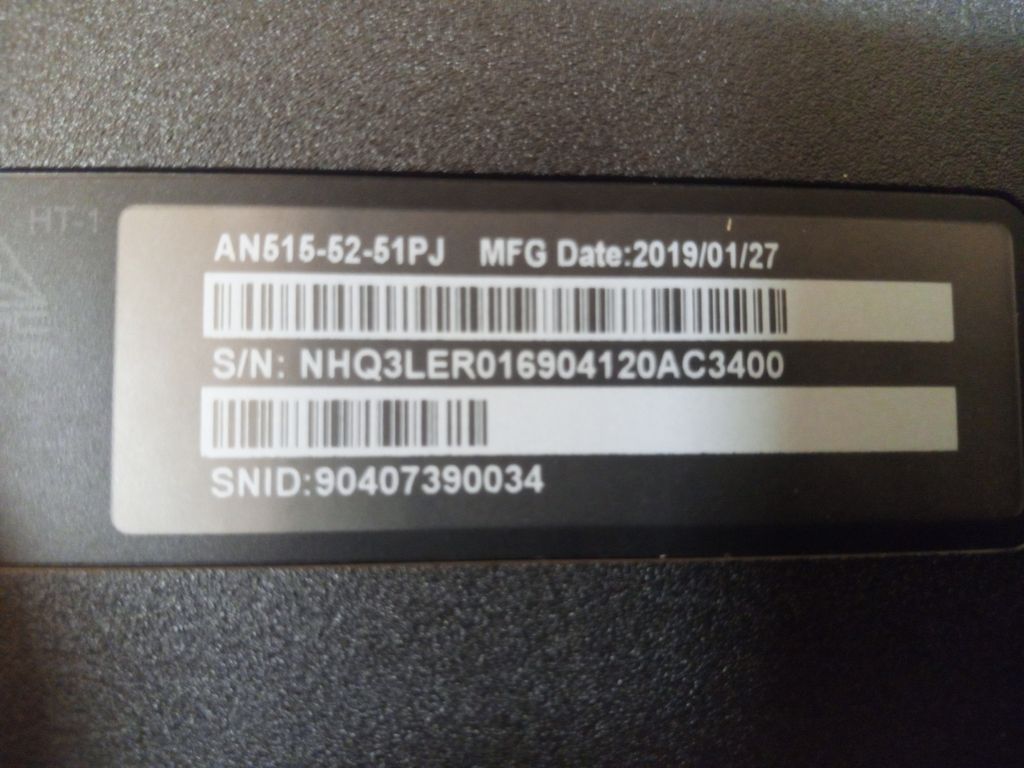 HT-1
AN515-52-51PJ MFG Date:2019/01/27
S/N: NHQ3LER016904120AC3400
SNID:90407390034